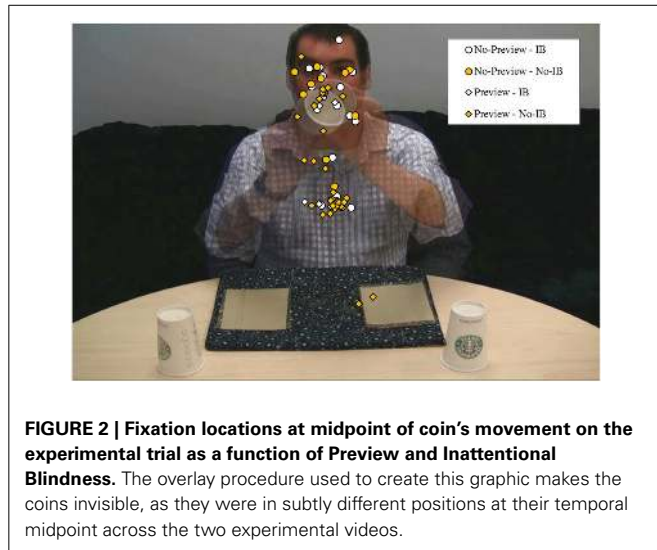 No-Preview - IB
No-Preview - No-IB
Preview - IB
Preview - No-IB
FIGURE 2 | Fixation locations at midpoint of coin's movement on the
experimental trial as a function of Preview and Inattentional
Blindness. The overlay procedure used to create this graphic makes the
coins invisible, as they were in subtly different positions at their temporal
midpoint across the two experimental videos.